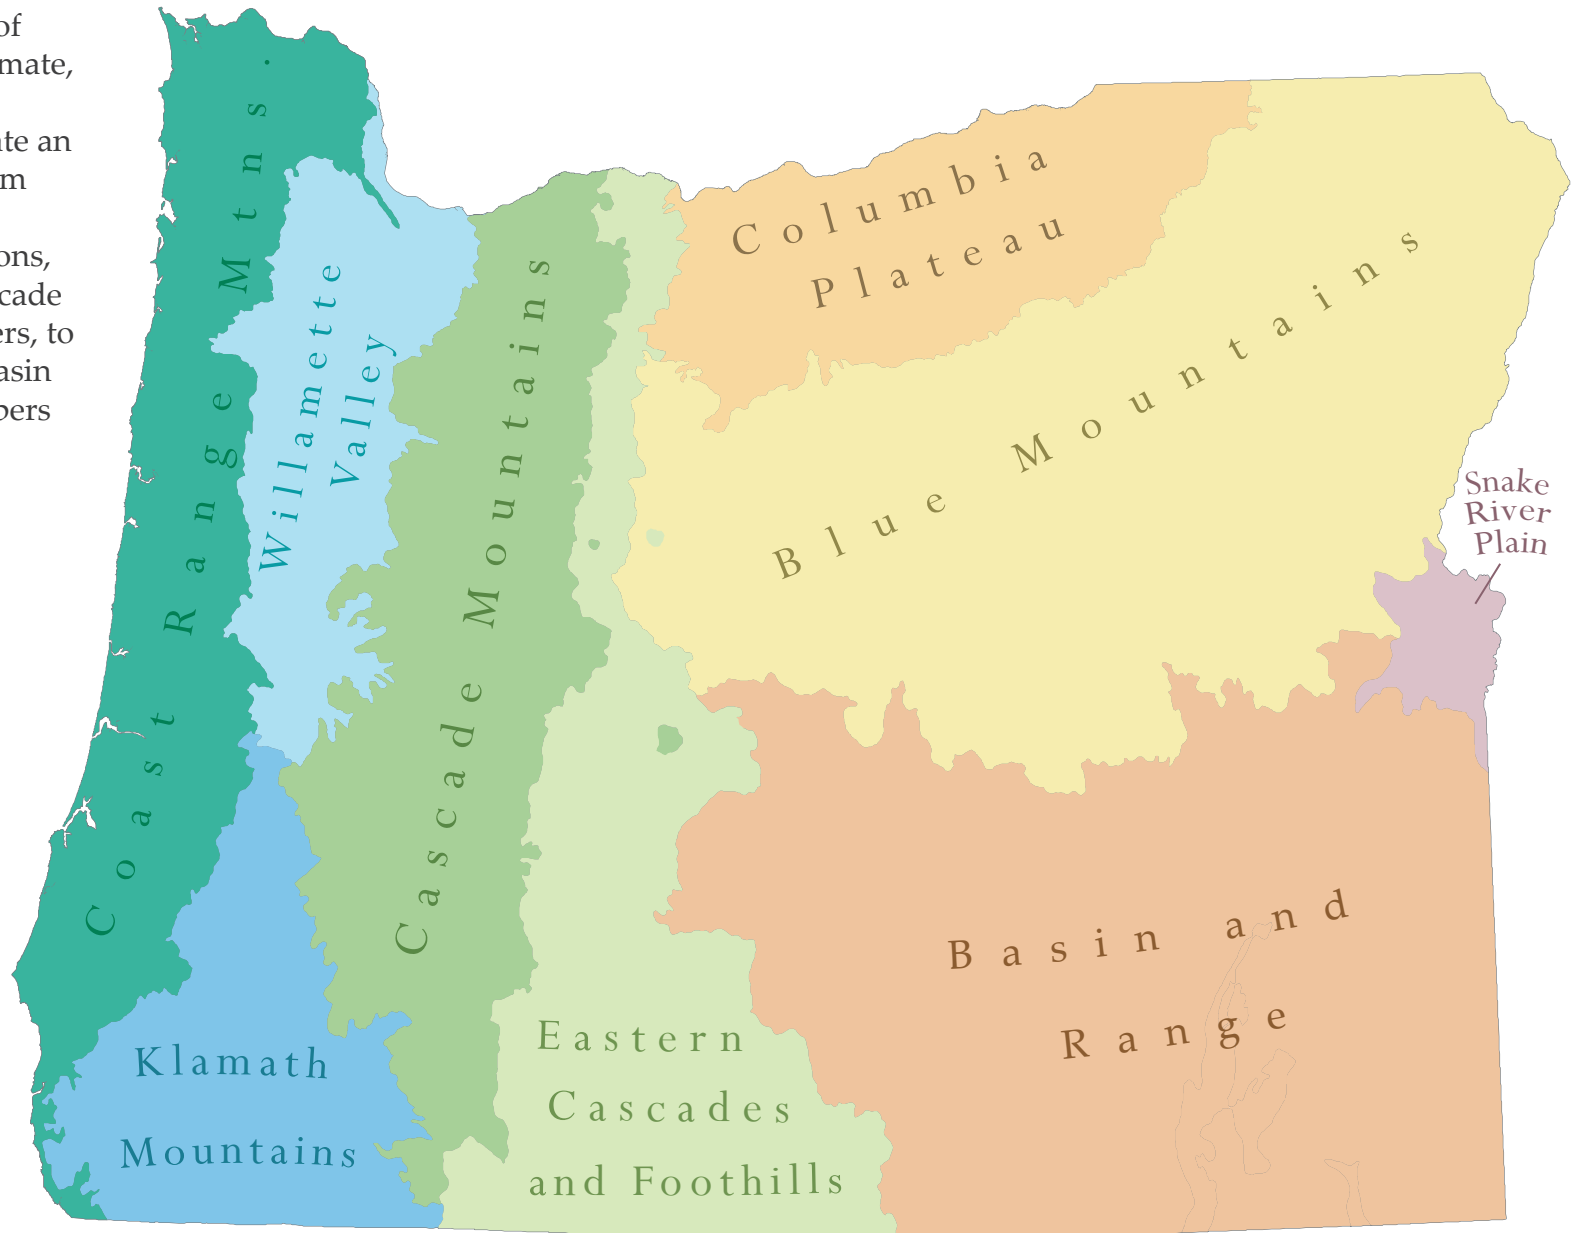 of
mate,
te an
m
ons,
cade
ers, to
asin
bers
Coast Range Mtns.
Willamette
Valley
Cascade Mountains
Columbia
Plateau
Blue Mountains
Snake
River
Plain
Basin and
Range
Eastern
Cascades
and Foothills
Klamath
Mountains